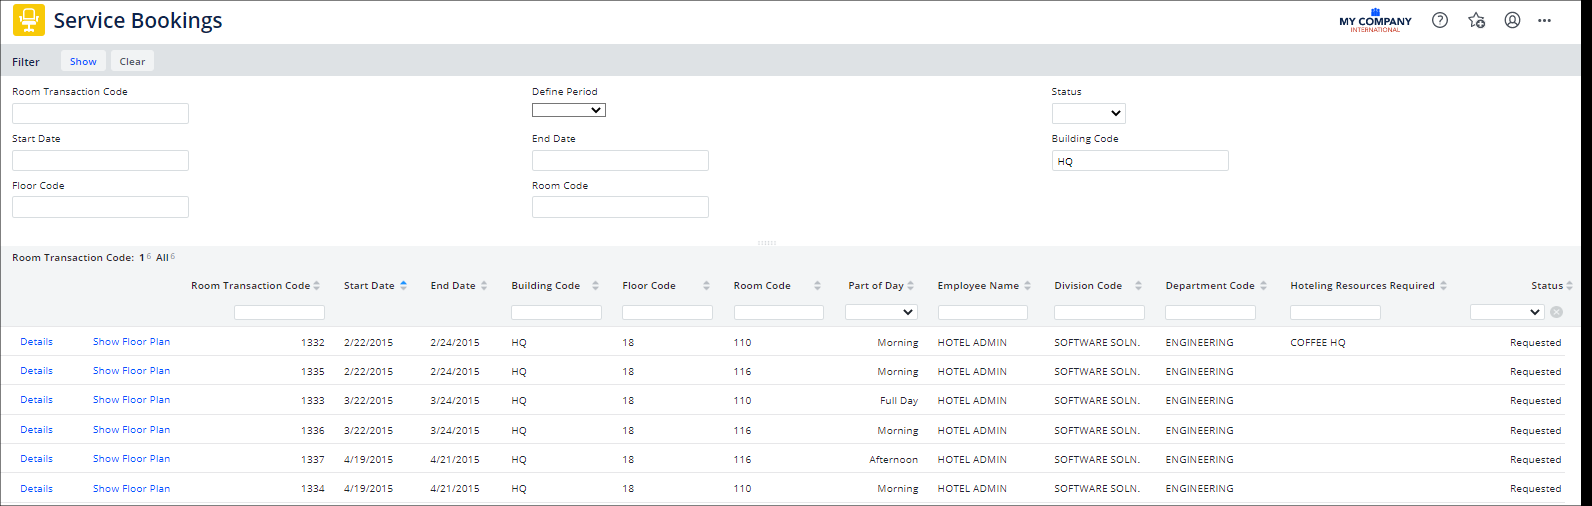 Service Bookings
MY COMPANY
INTERNATIONAL
Filter Show Clear
Room Transaction Code Define Period Status
Start Date End Date Building Code
HQ
Floor Code Room Code
Room Transaction Code: 1 6 All 6
Room Transaction Code Start Date End Date Building Code Floor Code Room Code Part of Day Employee Name Division Code Department Code Hoteling Resources Required Status
Details Show Floor Plan 1332 2/22/2015 2/24/2015 HQ 18 110 Morning HOTEL ADMIN SOFTWARE SOLN. ENGINEERING COFFEE HQ Requested
Details Show Floor Plan 1335 2/22/2015 2/24/2015 HQ 18 116 Morning HOTEL ADMIN SOFTWARE SOLN. ENGINEERING Requested
Details Show Floor Plan 1333 3/22/2015 3/24/2015 HQ 18 110 Full Day HOTEL ADMIN SOFTWARE SOLN. ENGINEERING Requested
Details Show Floor Plan 1336 3/22/2015 3/24/2015 HQ 18 116 Morning HOTEL ADMIN SOFTWARE SOLN. ENGINEERING Requested
Details Show Floor Plan 1337 4/19/2015 4/21/2015 HQ 18 116 Afternoon HOTEL ADMIN SOFTWARE SOLN. ENGINEERING Requested
Details Show Floor Plan 1334 4/19/2015 4/21/2015 HQ 18 110 Morning HOTEL ADMIN SOFTWARE SOLN. ENGINEERING Requested